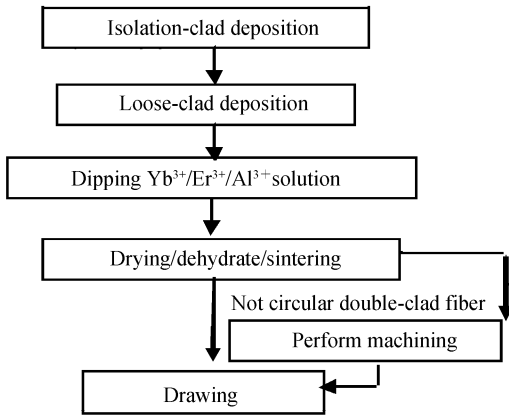 Isolation-clad deposition
Loose-clad deposition
Dipping Yb³⁺/Er³⁺/Al³⁺solution
Drying/dehydrate/sintering
Not circular double-clad fiber
Perform machining
Drawing